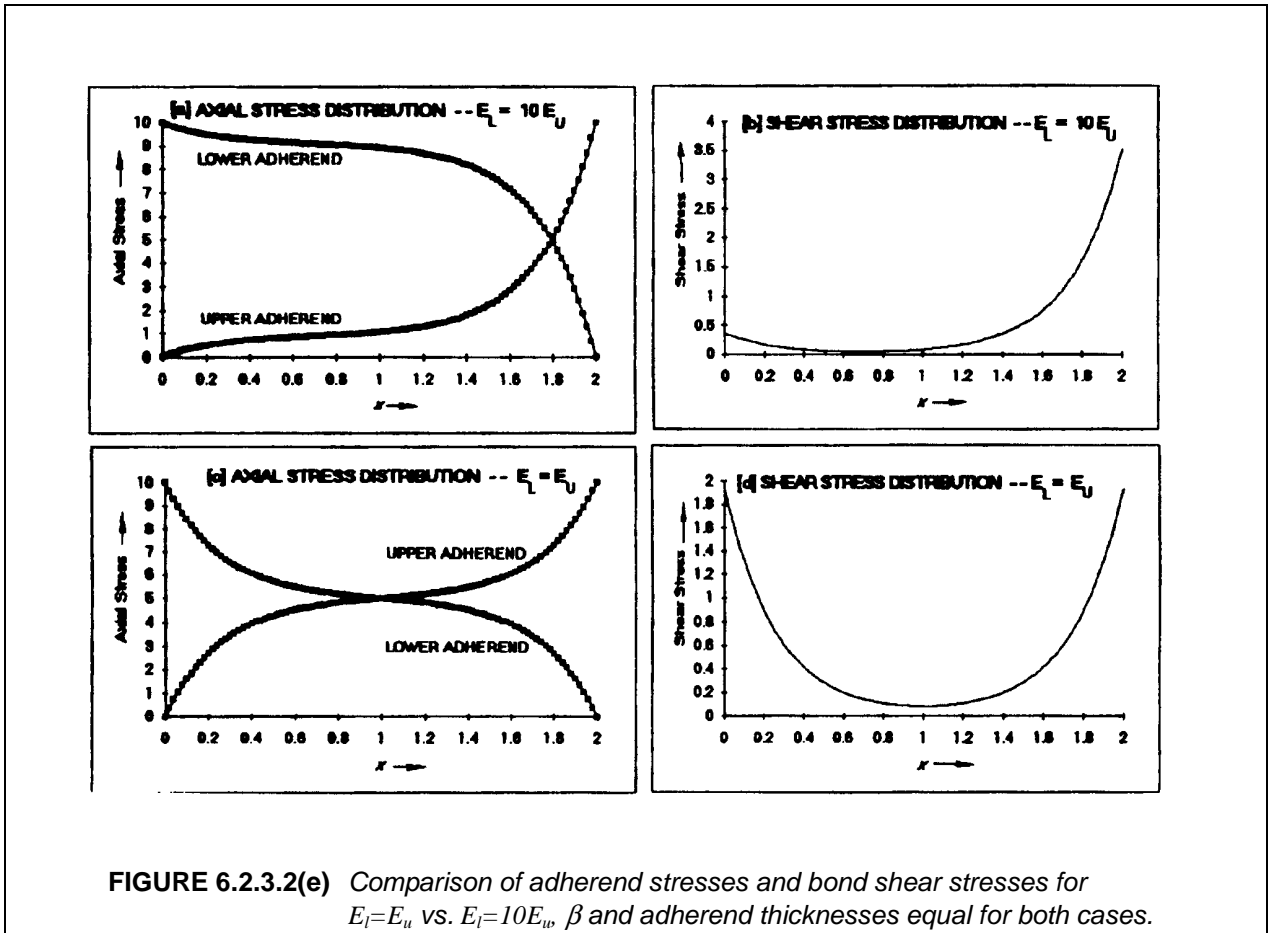 [a] AXIAL STRESS DISTRIBUTION -- E_L = 10 E_U
Axial Stress
10
9
8
7
6
5
4
3
2
1
0
LOWER ADHEREND
UPPER ADHEREND
0 0.2 0.4 0.6 0.8 1 1.2 1.4 1.6 1.8 2
x
[b] SHEAR STRESS DISTRIBUTION -- E_L = 10 E_U
Shear Stress
4
3.5
3
2.5
2
1.5
1
0.5
0
0 0.2 0.4 0.6 0.8 1 1.2 1.4 1.6 1.8 2
x
[c] AXIAL STRESS DISTRIBUTION -- E_L = E_U
Axial Stress
10
9
8
7
6
5
4
3
2
1
0
UPPER ADHEREND
LOWER ADHEREND
0 0.2 0.4 0.6 0.8 1 1.2 1.4 1.6 1.8 2
x
[d] SHEAR STRESS DISTRIBUTION -- E_L = E_U
Shear Stress
2
1.8
1.6
1.4
1.2
1
0.8
0.6
0.4
0.2
0
0 0.2 0.4 0.6 0.8 1 1.2 1.4 1.6 1.8 2
x
FIGURE 6.2.3.2(e) Comparison of adherend stresses and bond shear stresses for
E_l=E_u vs. E_l=10E_u, β and adherend thicknesses equal for both cases.